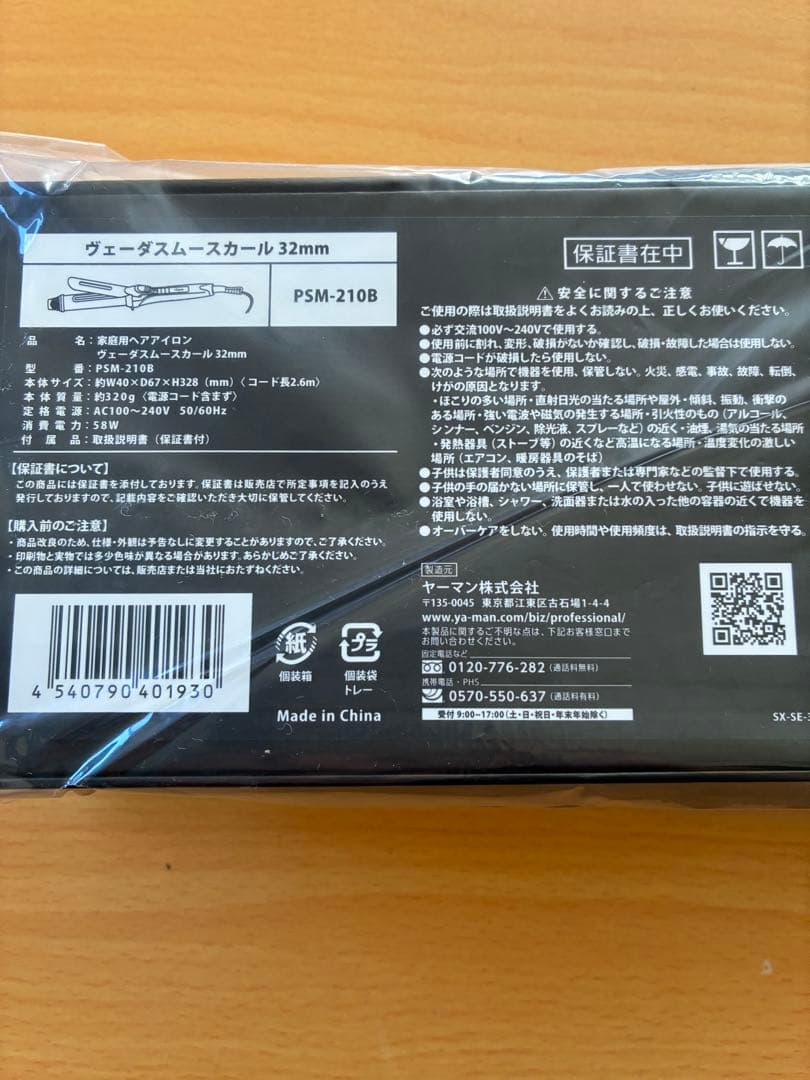 ヴェーダスムースカール 32mm
PSM-210B
品 名：家庭用ヘアアイロン
ヴェーダスムースカール 32mm
型 番：PSM-210B
本体サイズ：約W40×D67×H328（mm）〈コード長2.6m〉
本体質量：約320g〈電源コード含まず〉
定格電源：AC100～240V 50/60Hz
消費電力：58W
付属品：取扱説明書（保証書付）
【保証書について】
この商品には保証書を添付しております。保証書は販売店で所定事項を記入のうえ
発行しておりますので、記載内容をご確認いただき大切に保管してください。
【購入前のご注意】
・商品改良のため、仕様・外観は予告なしに変更することがありますので、ご了承ください。
・印刷物と実物では多少色味が異なる場合があります。あらかじめご了承ください。
・この商品の詳細については、販売店または当社におたずねください。
4 540790 401930
紙
個装箱
プラ
個装袋
トレー
Made in China
保証書在中
⚠安全に関するご注意
ご使用の際は取扱説明書をよくお読みの上、正しくお使いください。
●必ず交流100V～240Vで使用する。
●使用前に割れ、変形、破損がないか確認し、破損・故障した場合は使用しない。
●電源コードが破損したら使用しない。
●次のような場所で機器を使用、保管しない。火災、感電、事故、故障、転倒、
けがの原因となります。
・ほこりの多い場所・直射日光の当たる場所や屋外・傾斜、振動、衝撃の
ある場所・強い電波や磁気の発生する場所・引火性のもの（アルコール、
シンナー、ベンジン、除光液、スプレーなど）の近く・油煙、湯気の当たる場所
・発熱器具（ストーブ等）の近くなど高温になる場所・温度変化の激しい
場所（エアコン、暖房器具のそば）
●子供は保護者同意のうえ、保護者または専門家などの監督下で使用する。
●子供の手の届かない場所に保管し、一人で使わせない。子供に遊ばせない。
●浴室や浴槽、シャワー、洗面器または水の入った他の容器の近くで機器を
使用しない。
●オーバーケアをしない。使用時間や使用頻度は、取扱説明書の指示を守る。
製造元
ヤーマン株式会社
〒135-0045 東京都江東区古石場1-4-4
www.ya-man.com/biz/professional/
本製品に関するご不明な点は、下記お客様窓口まで
お問い合わせください。
固定電話など
0120-776-282（通話料無料）
携帯電話・PHS
0570-550-637（通話料有料）
受付 9:00～17:00（土・日・祝日・年末年始除く）
SX-SE-